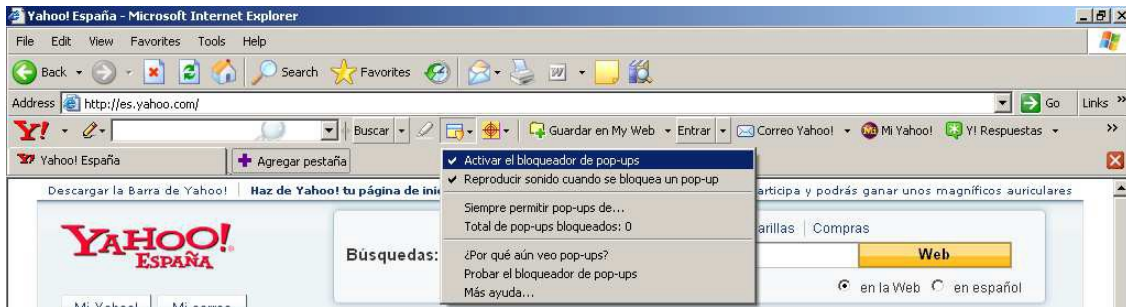 Yahoo! España - Microsoft Internet Explorer
File Edit View Favorites Tools Help
Back Search Favorites
Address http://es.yahoo.com/ Go Links »
Y! Buscar Guardar en My Web Entrar Correo Yahoo! Mi Yahoo! Y! Respuestas »
Yahoo! España Agregar pestaña
Activar el bloqueador de pop-ups
Reproducir sonido cuando se bloquea un pop-up
Siempre permitir pop-ups de...
Total de pop-ups bloqueados: 0
¿Por qué aún veo pop-ups?
Probar el bloqueador de pop-ups
Más ayuda...
Descargar la Barra de Yahoo! Haz de Yahoo! tu página de articipa y podrás ganar unos magníficos auriculares
YAHOO!
ESPAÑA
arillas Compras
Búsquedas: Web
en la Web en español
Mi Yahoo! Mi correo